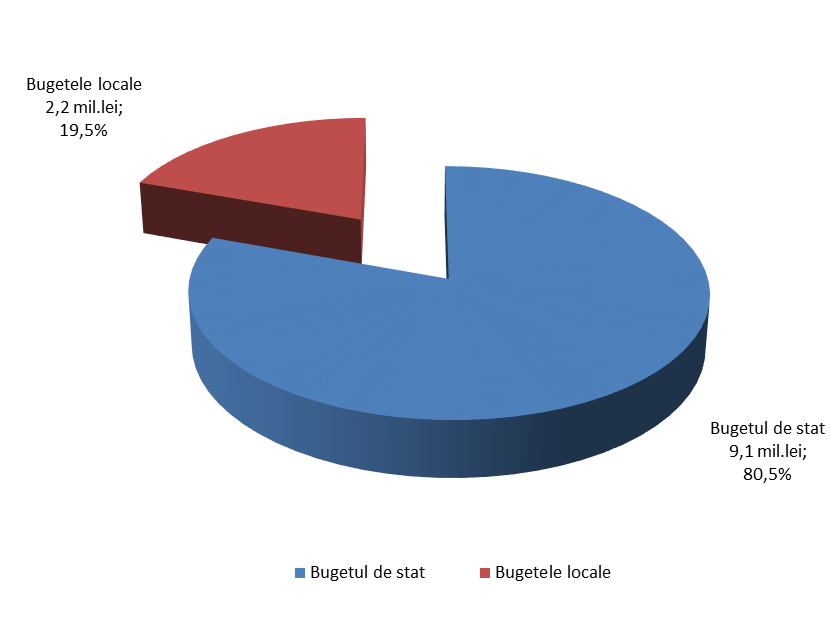 Bugetele locale
2,2 mil.lei;
19,5%
Bugetul de stat
9,1 mil.lei;
80,5%
Bugetul de stat
Bugetele locale